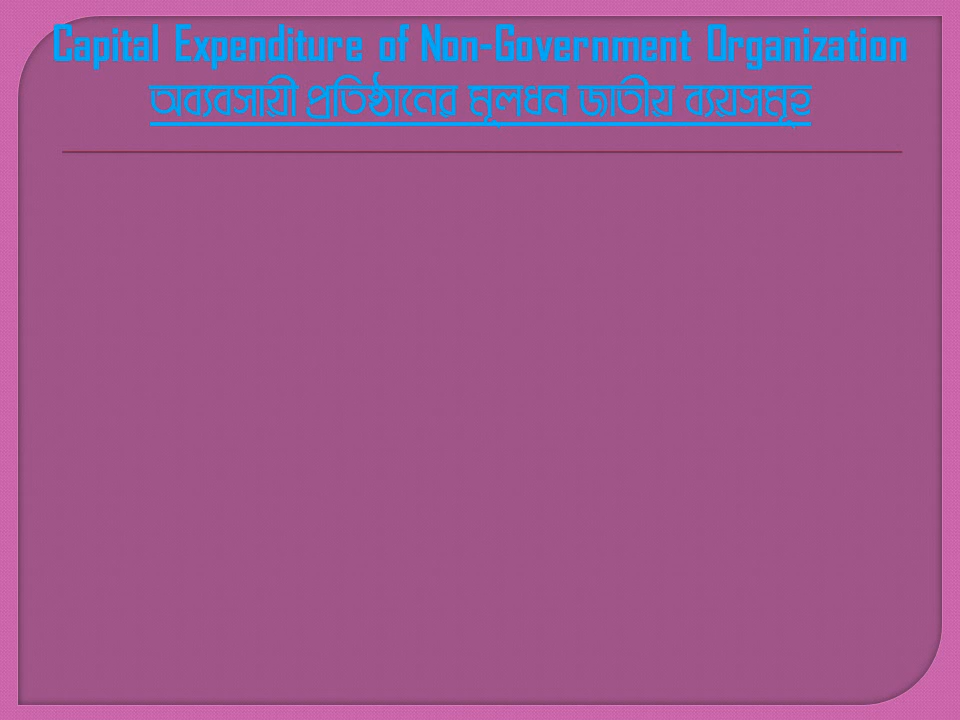 Capital Expenditure of Non-Government Organization
অব্যবসায়ী প্রতিষ্ঠানের মূলধন জাতীয় ব্যয়সমূহ